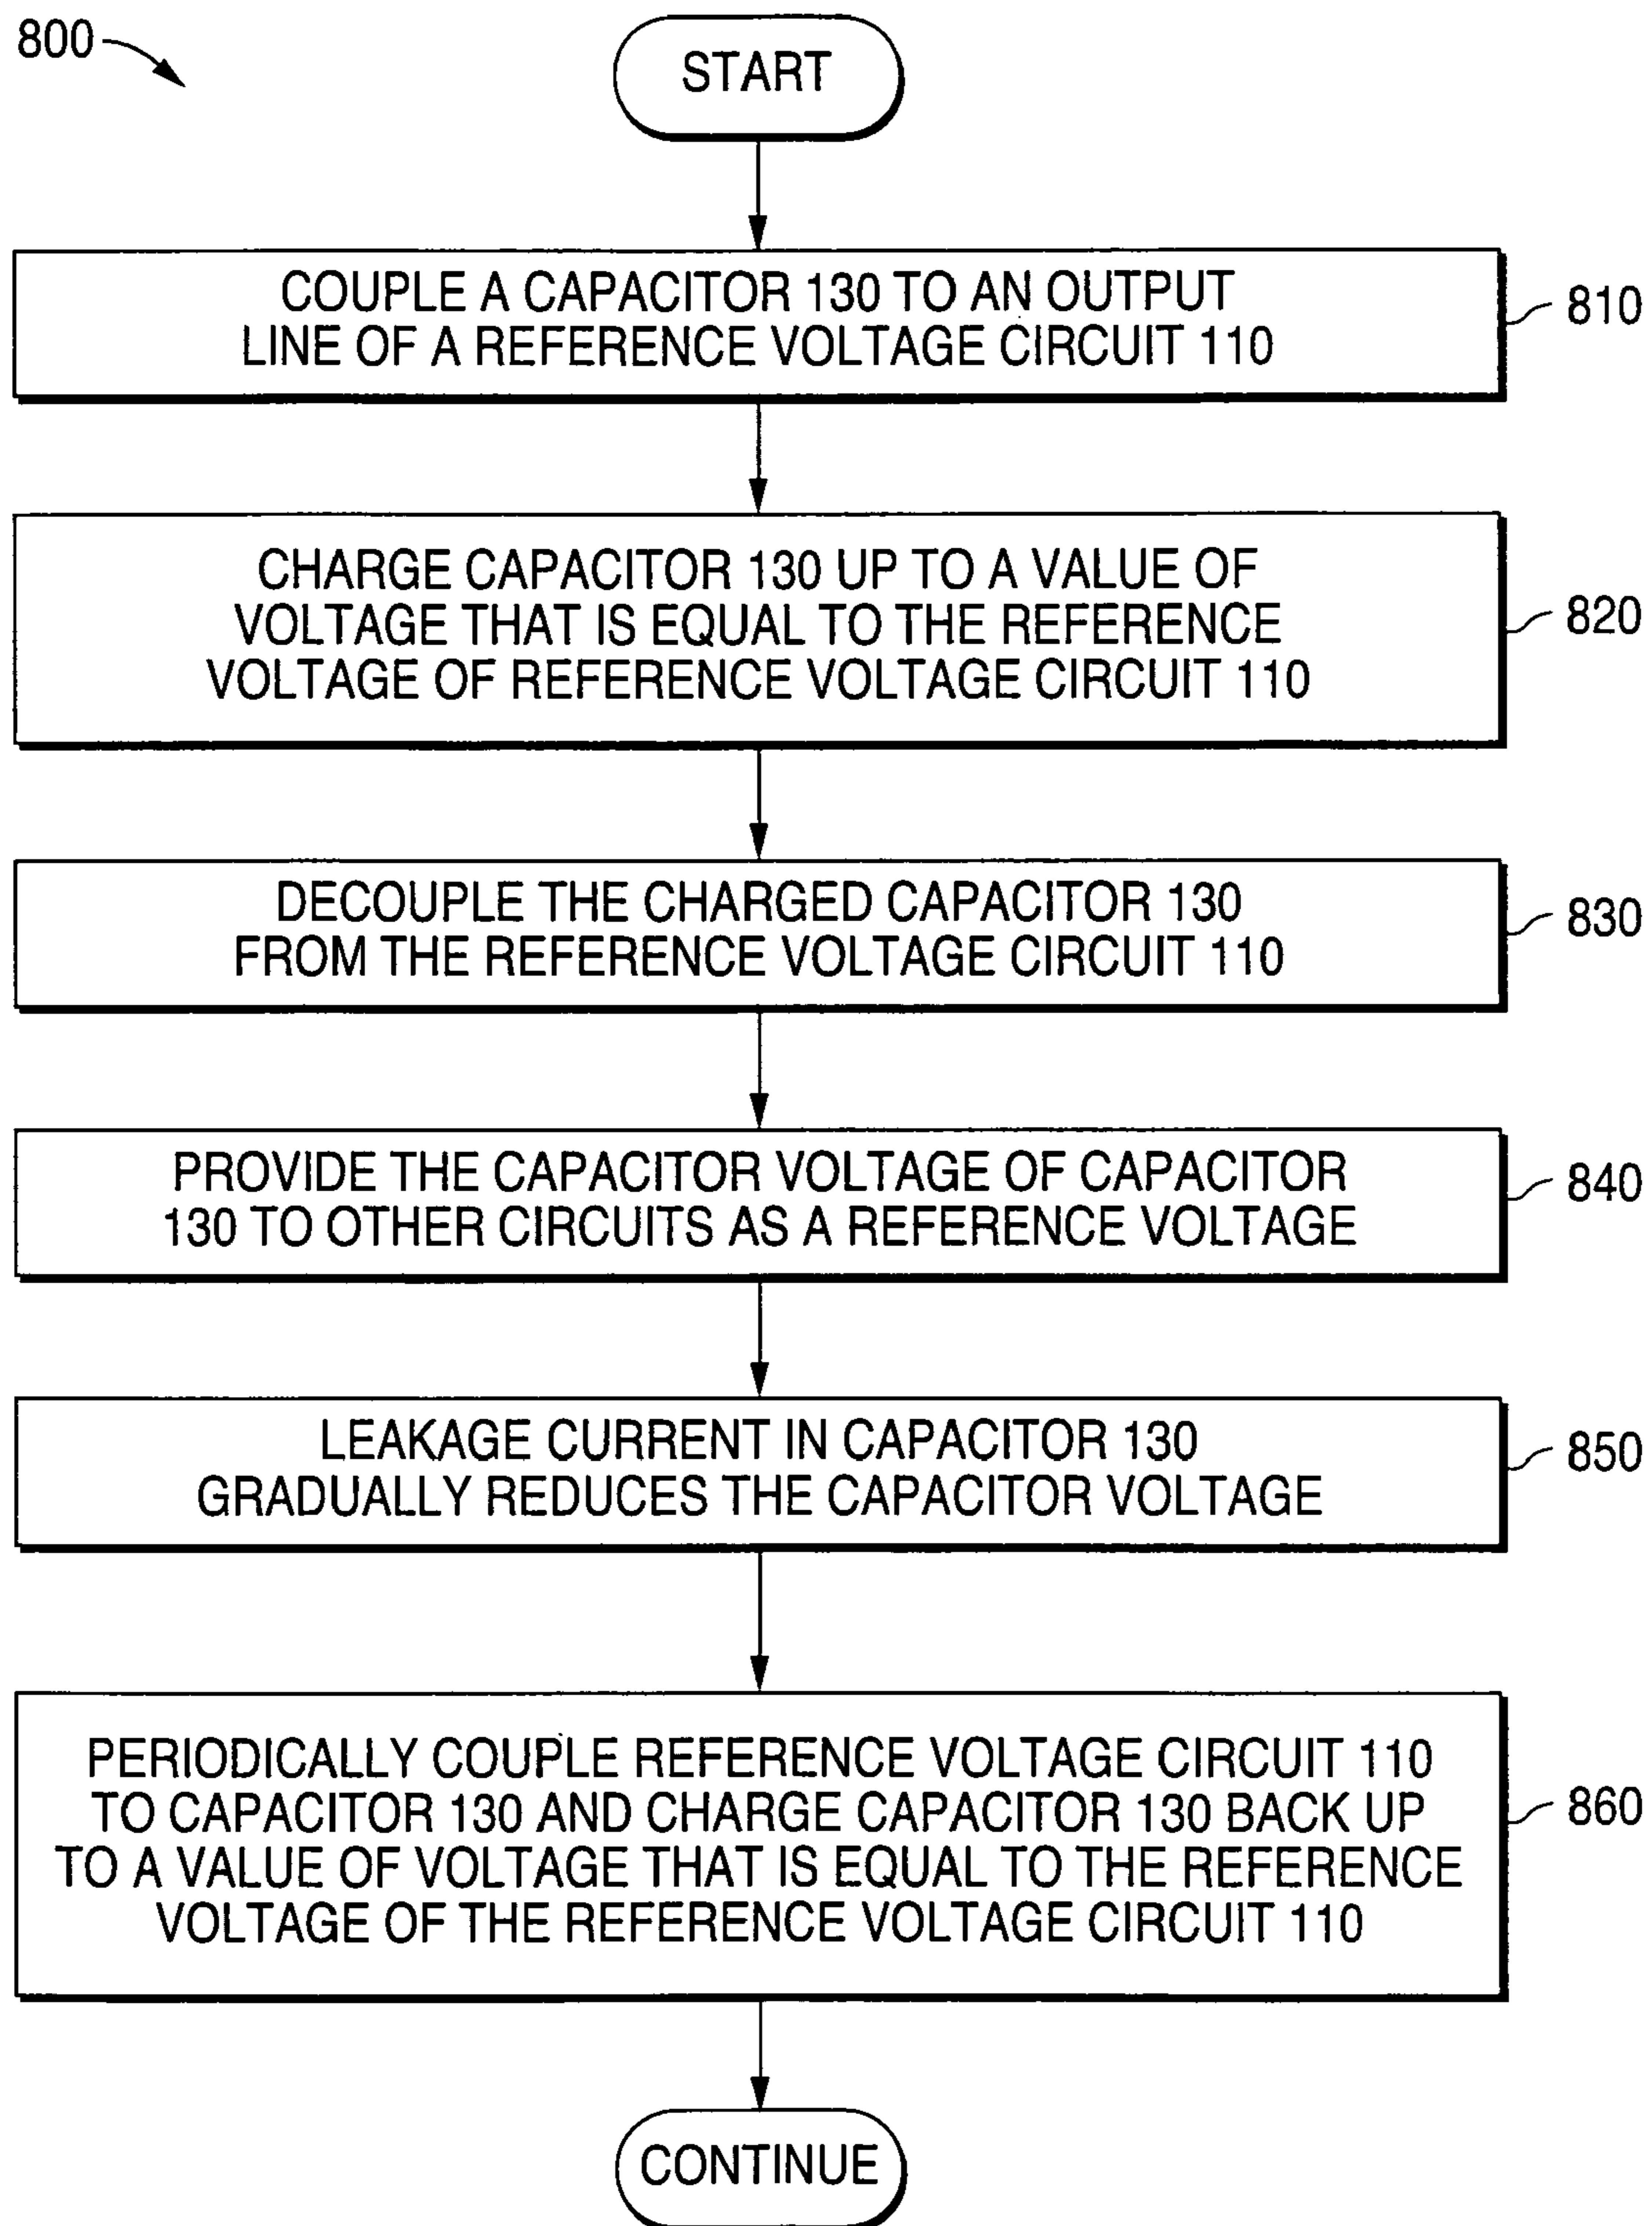 800
START
COUPLE A CAPACITOR 130 TO AN OUTPUT
LINE OF A REFERENCE VOLTAGE CIRCUIT 110
810
CHARGE CAPACITOR 130 UP TO A VALUE OF
VOLTAGE THAT IS EQUAL TO THE REFERENCE
VOLTAGE OF REFERENCE VOLTAGE CIRCUIT 110
820
DECOUPLE THE CHARGED CAPACITOR 130
FROM THE REFERENCE VOLTAGE CIRCUIT 110
830
PROVIDE THE CAPACITOR VOLTAGE OF CAPACITOR
130 TO OTHER CIRCUITS AS A REFERENCE VOLTAGE
840
LEAKAGE CURRENT IN CAPACITOR 130
GRADUALLY REDUCES THE CAPACITOR VOLTAGE
850
PERIODICALLY COUPLE REFERENCE VOLTAGE CIRCUIT 110
TO CAPACITOR 130 AND CHARGE CAPACITOR 130 BACK UP
TO A VALUE OF VOLTAGE THAT IS EQUAL TO THE REFERENCE
VOLTAGE OF THE REFERENCE VOLTAGE CIRCUIT 110
860
CONTINUE